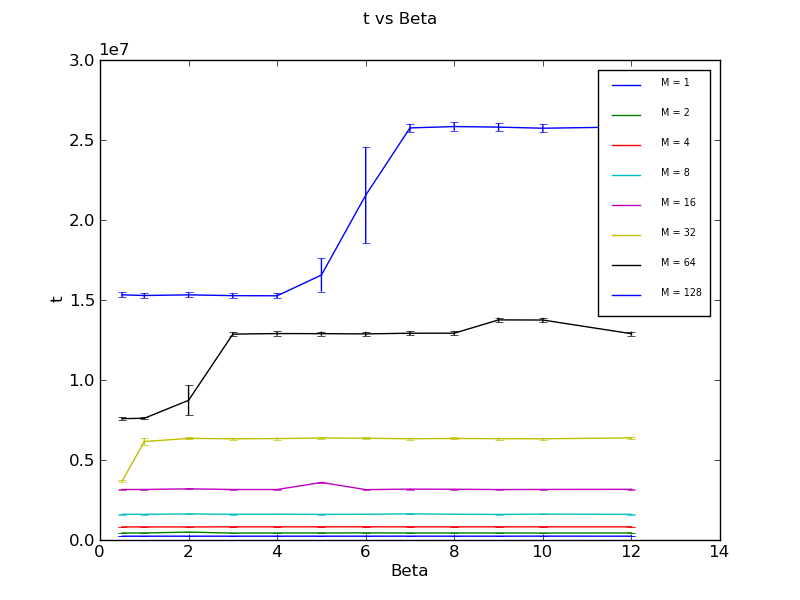 t vs Beta
1e7
3.0
2.5
2.0
1.5
1.0
0.5
0.0
t
M = 1
M = 2
M = 4
M = 8
M = 16
M = 32
M = 64
M = 128
0 2 4 6 8 10 12 14
Beta